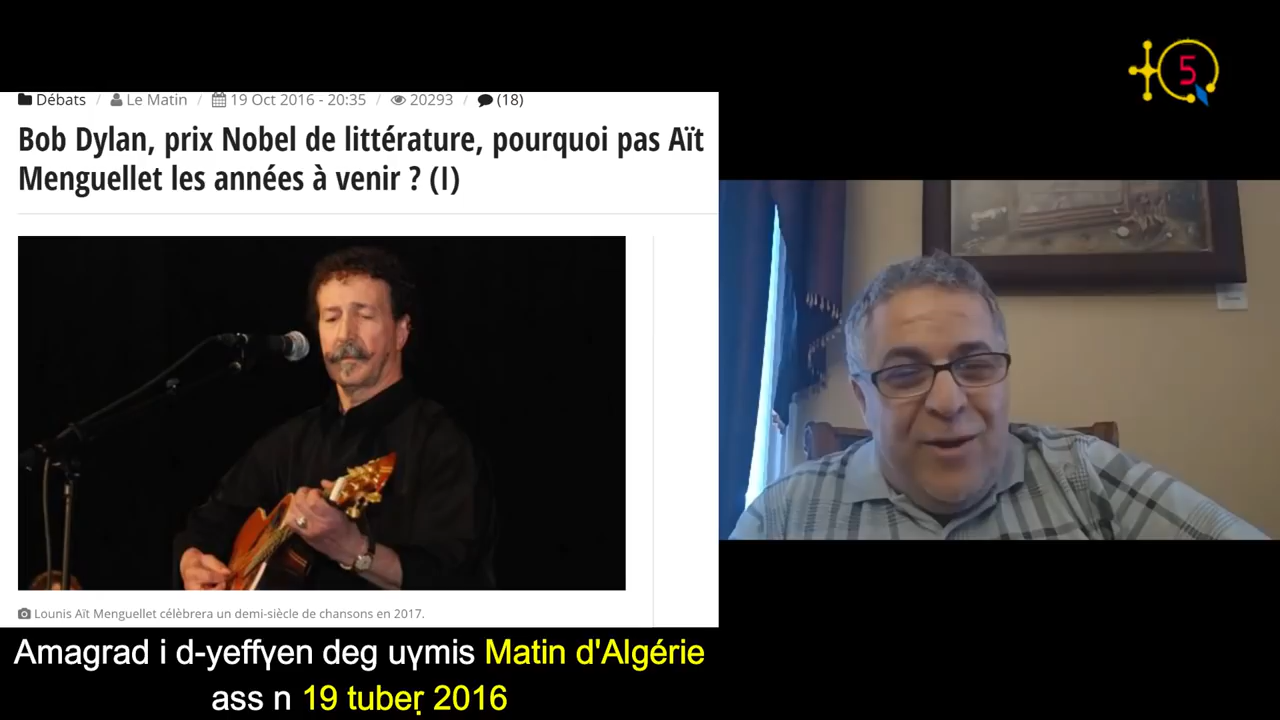 Débats / Le Matin / 19 Oct 2016 - 20:35 / 20293 / (18)
Bob Dylan, prix Nobel de littérature, pourquoi pas Aït
Menguellet les années à venir ? (I)
Lounis Aït Menguellet célèbrera un demi-siècle de chansons en 2017.
Amagrad i d-yeffɣen deg uɣmis Matin d'Algérie
ass n 19 tubeṛ 2016
5